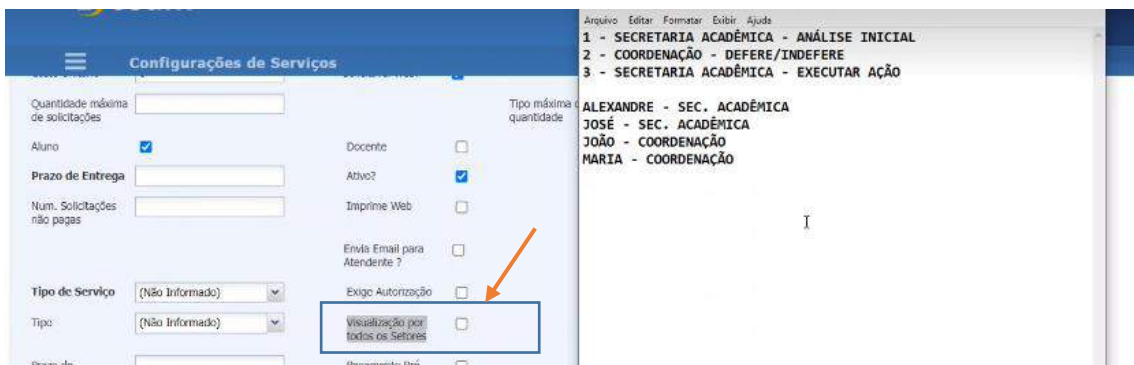 Configurações de Serviços
Quantidade máxima
de solicitações
Tipo máxima
quantidade
Aluno
Docente
Prazo de Entrega
Ativo?
Num. Solicitações
não pagas
Imprime Web
Envia Email para
Atendente ?
Tipo de Serviço
(Não Informado)
Exige Autorização
Tipo
(Não Informado)
Visualização por
todos os Setores
Arquivo Editar Formatar Exibir Ajuda
1 - SECRETARIA ACADÊMICA - ANÁLISE INICIAL
2 - COORDENAÇÃO - DEFERE/INDEFERE
3 - SECRETARIA ACADÊMICA - EXECUTAR AÇÃO
ALEXANDRE - SEC. ACADÊMICA
JOSÉ - SEC. ACADÊMICA
JOÃO - COORDENAÇÃO
MARIA - COORDENAÇÃO